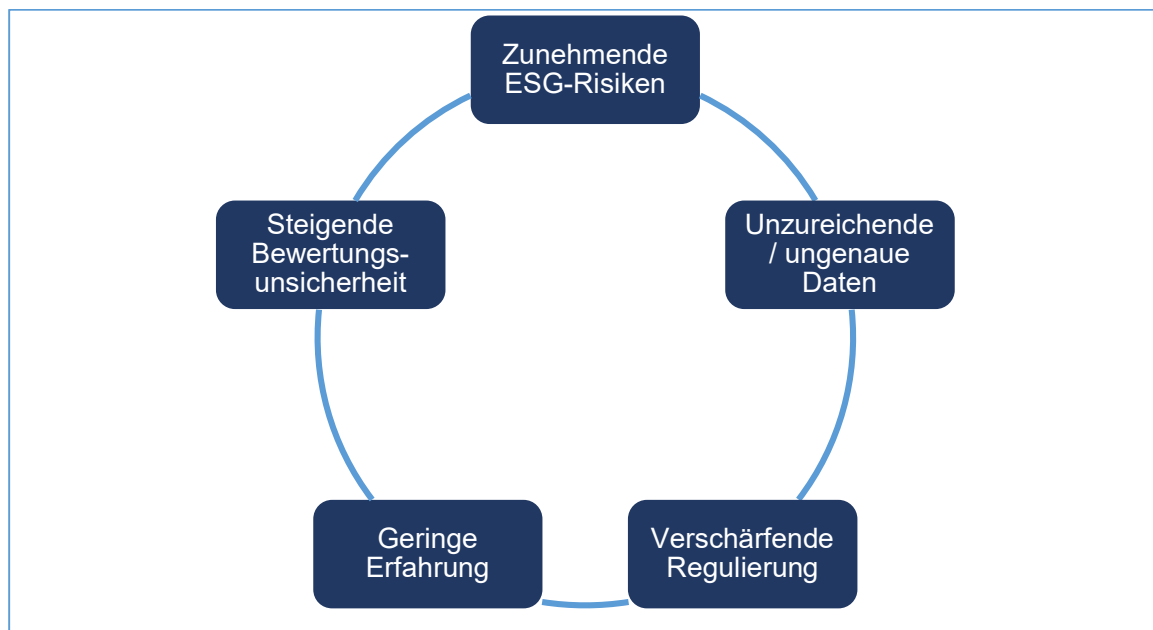 Zunehmende
ESG-Risiken
Unzureichende
/ ungenaue
Daten
Verschärfende
Regulierung
Geringe
Erfahrung
Steigende
Bewertungs-
unsicherheit